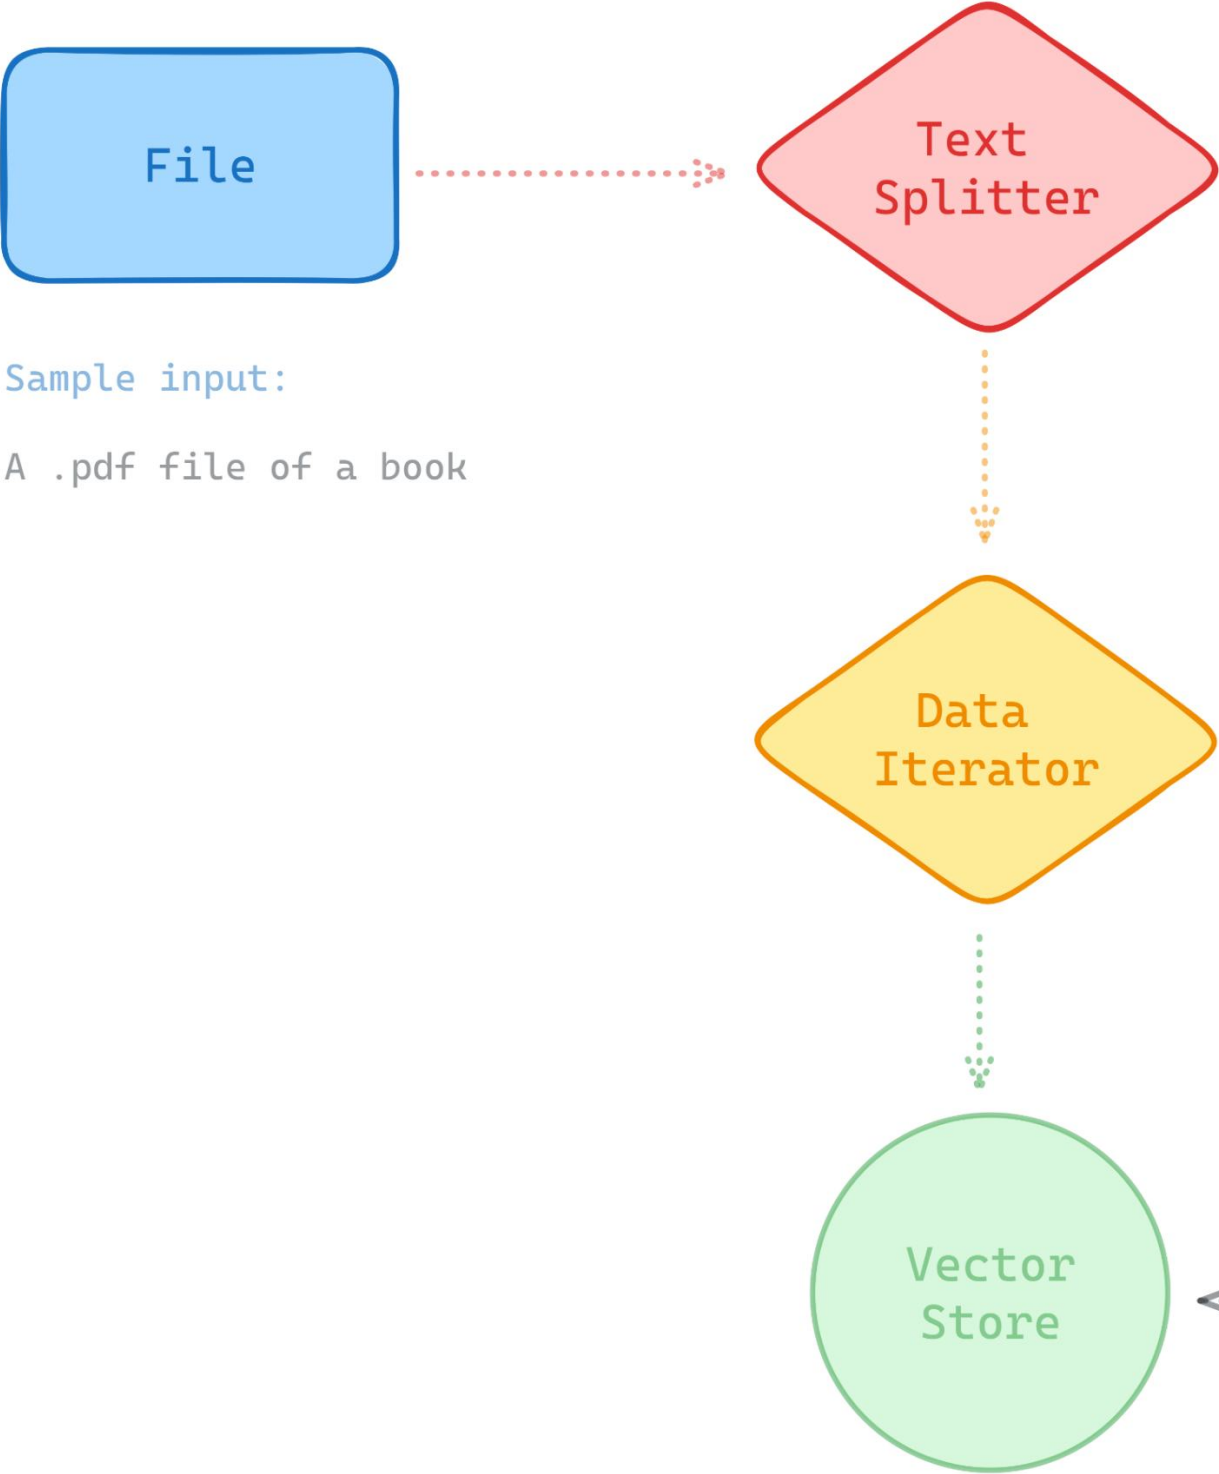 File
Text
Splitter
Sample input:
A .pdf file of a book
Data
Iterator
Vector
Store